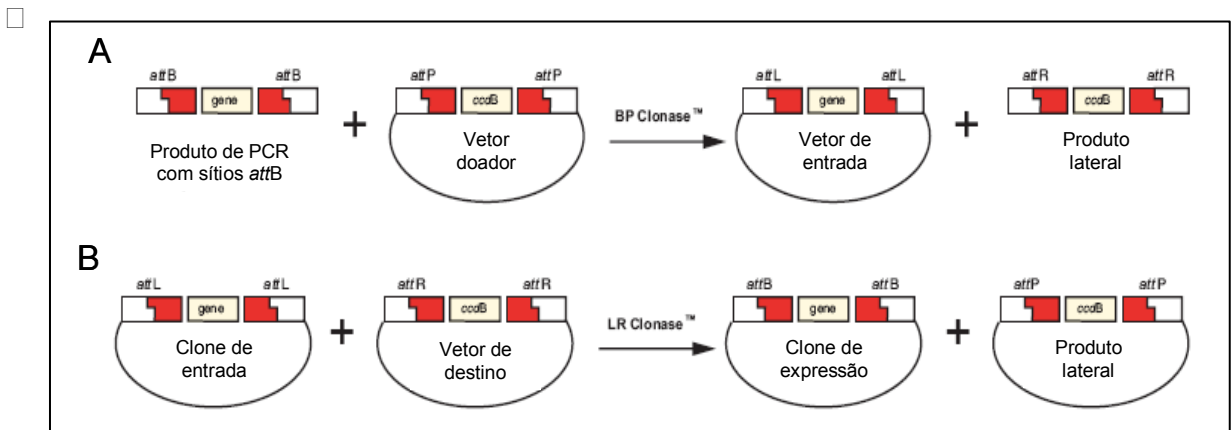 A
attB attB attP attP attL attL attR attR
gene ccdB gene ccdB
+ BP Clonase™ +
Produto de PCR
com sítios attB
Vetor
doador
Vetor de
entrada
Produto
lateral
B
attL attL attR attR attB attB attP attP
gene ccdB gene ccdB
+ LR Clonase™ +
Clone de
entrada
Vetor de
destino
Clone de
expressão
Produto
lateral